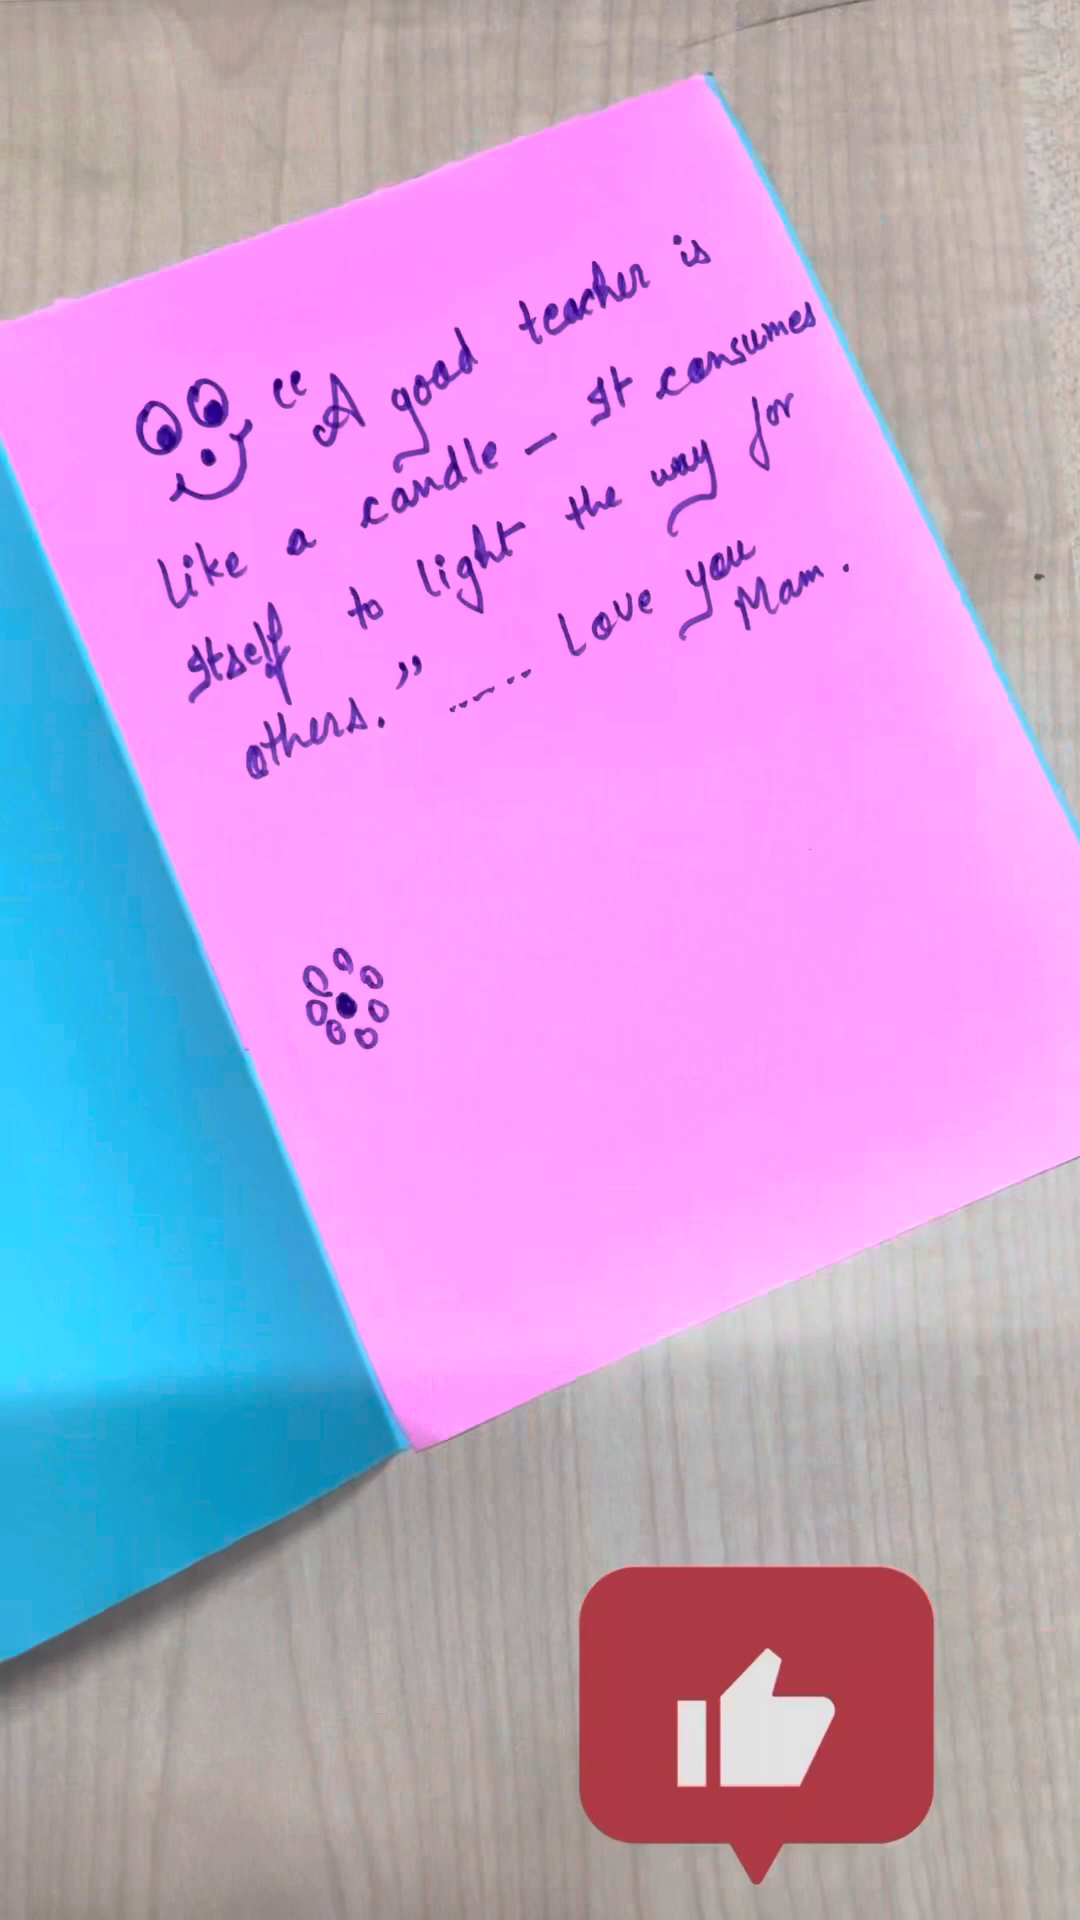 "A good teacher is
like a candle - It consumes
Itself to light the way for
others." ...... Love you
Mam.